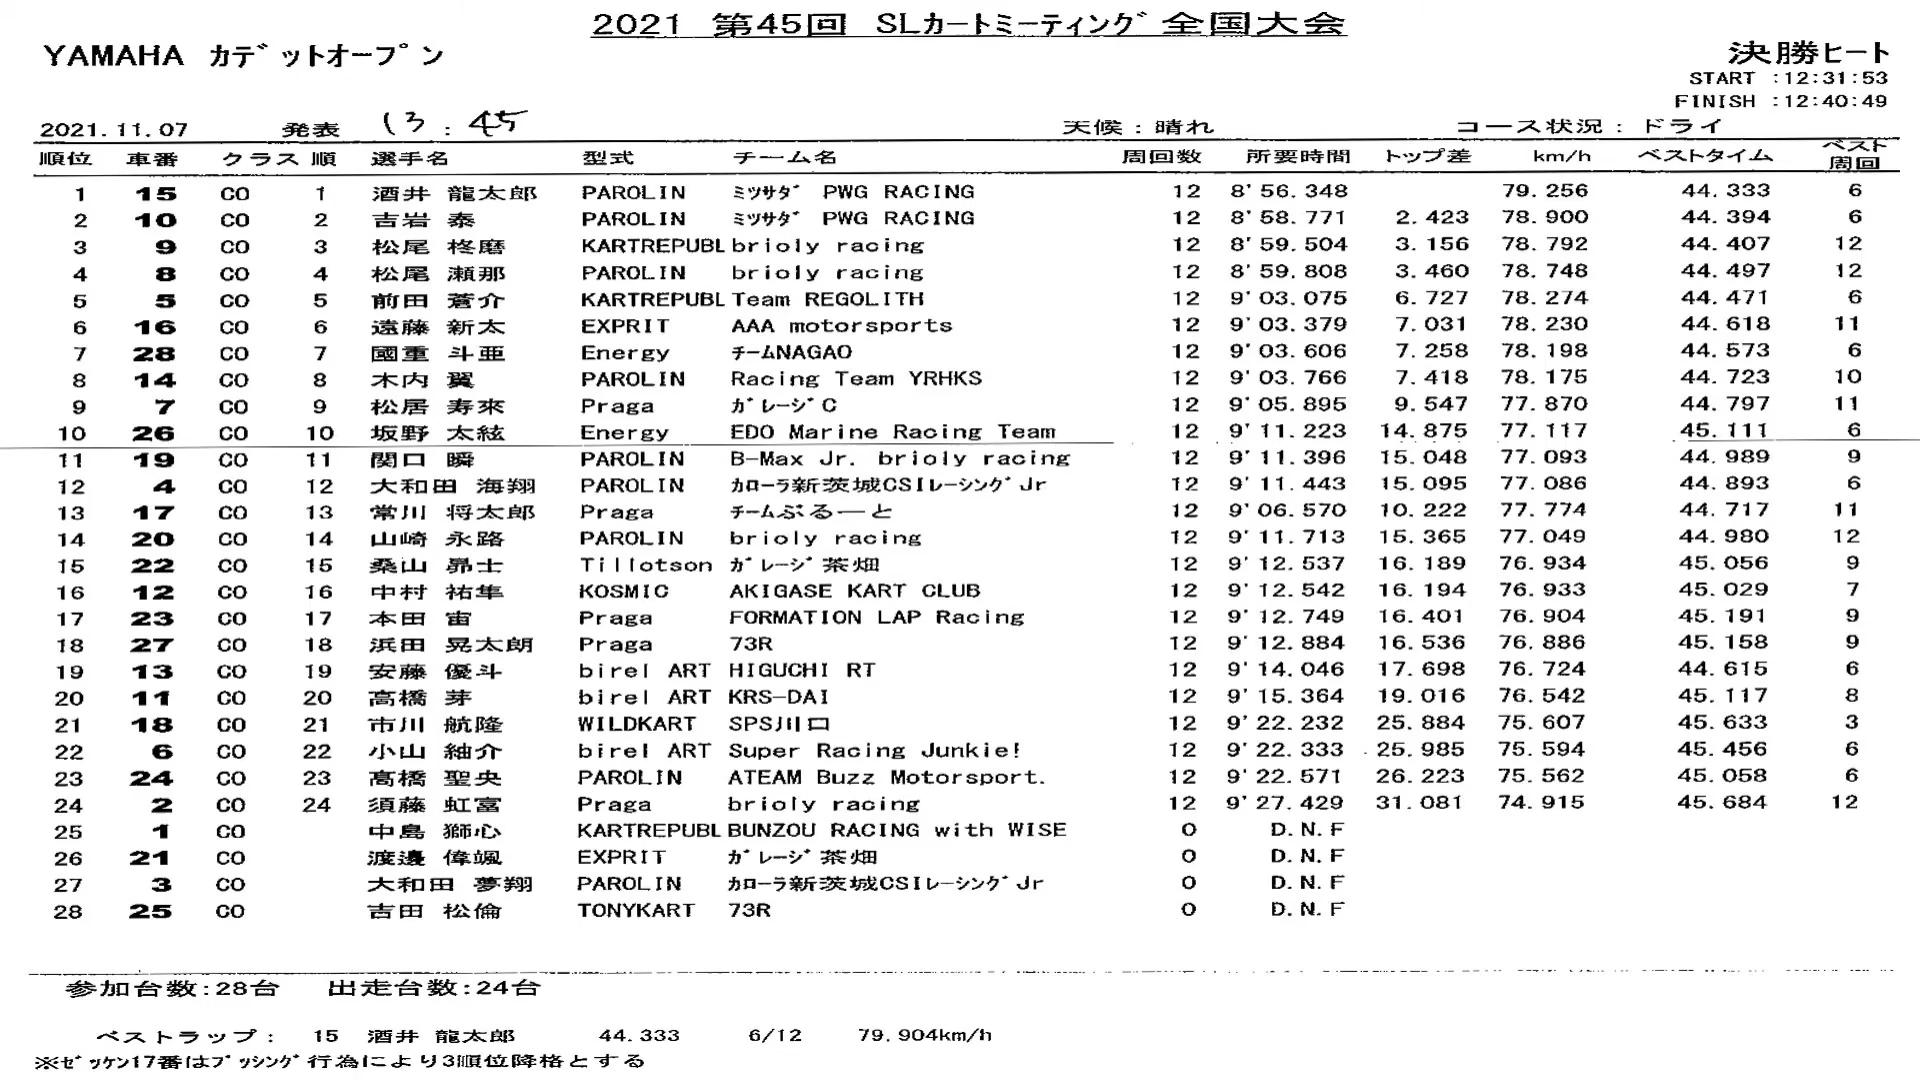 2021 第45回 SLカートミーティング全国大会
YAMAHA カデットオープン
決勝ヒート
START :12:31:53
FINISH :12:40:49
2021.11.07 発表 13:45 天候:晴れ コース状況:ドライ
順位 車番 クラス 順 選手名 型式 チーム名 周回数 所要時間 トップ差 km/h ベストタイム ベスト周回
1 15 CO 1 酒井 龍太郎 PAROLIN ミツサダ PWG RACING 12 8'56.348 79.256 44.333 6
2 10 CO 2 吉岩 泰 PAROLIN ミツサダ PWG RACING 12 8'58.771 2.423 78.900 44.394 6
3 9 CO 3 松尾 柊磨 KARTREPUBL brioly racing 12 8'59.504 3.156 78.792 44.407 12
4 8 CO 4 松尾 瀬那 PAROLIN brioly racing 12 8'59.808 3.460 78.748 44.497 12
5 5 CO 5 前田 蒼介 KARTREPUBL Team REGOLITH 12 9'03.075 6.727 78.274 44.471 6
6 16 CO 6 遠藤 新太 EXPRIT AAA motorsports 12 9'03.379 7.031 78.230 44.618 11
7 28 CO 7 國重 斗亜 Energy チームNAGAO 12 9'03.606 7.258 78.198 44.573 6
8 14 CO 8 木内 翼 PAROLIN Racing Team YRHKS 12 9'03.766 7.418 78.175 44.723 10
9 7 CO 9 松居 寿來 Praga ガレージC 12 9'05.895 9.547 77.870 44.797 11
10 26 CO 10 坂野 太絃 Energy EDO Marine Racing Team 12 9'11.223 14.875 77.117 45.111 6
11 19 CO 11 関口 瞬 PAROLIN B-Max Jr. brioly racing 12 9'11.396 15.048 77.093 44.989 9
12 4 CO 12 大和田 海翔 PAROLIN カローラ新茨城CSIレーシングJr 12 9'11.443 15.095 77.086 44.893 6
13 17 CO 13 常川 将太郎 Praga チームぶるーと 12 9'06.570 10.222 77.774 44.717 11
14 20 CO 14 山崎 永路 PAROLIN brioly racing 12 9'11.713 15.365 77.049 44.980 12
15 22 CO 15 桑山 昴士 Tillotson ガレージ茶畑 12 9'12.537 16.189 76.934 45.056 9
16 12 CO 16 中村 祐隼 KOSMIC AKIGASE KART CLUB 12 9'12.542 16.194 76.933 45.029 7
17 23 CO 17 本田 宙 Praga FORMATION LAP Racing 12 9'12.749 16.401 76.904 45.191 9
18 27 CO 18 浜田 晃太朗 Praga 73R 12 9'12.884 16.536 76.886 45.158 9
19 13 CO 19 安藤 優斗 birel ART HIGUCHI RT 12 9'14.046 17.698 76.724 44.615 6
20 11 CO 20 高橋 芽 birel ART KRS-DAI 12 9'15.364 19.016 76.542 45.117 8
21 18 CO 21 市川 航隆 WILDKART SPS川口 12 9'22.232 25.884 75.607 45.633 3
22 6 CO 22 小山 紬介 birel ART Super Racing Junkie! 12 9'22.333 25.985 75.594 45.456 6
23 24 CO 23 高橋 聖央 PAROLIN ATEAM Buzz Motorsport. 12 9'22.571 26.223 75.562 45.058 6
24 2 CO 24 須藤 虹富 Praga brioly racing 12 9'27.429 31.081 74.915 45.684 12
25 1 CO 中島 獅心 KARTREPUBL BUNZOU RACING with WISE 0 D.N.F
26 21 CO 渡邊 偉颯 EXPRIT ガレージ茶畑 0 D.N.F
27 3 CO 大和田 夢翔 PAROLIN カローラ新茨城CSIレーシングJr 0 D.N.F
28 25 CO 吉田 松倫 TONYKART 73R 0 D.N.F
参加台数:28台 出走台数:24台
ベストラップ: 15 酒井 龍太郎 44.333 6/12 79.904km/h
※ゼッケン17番はプッシング行為により3順位降格とする